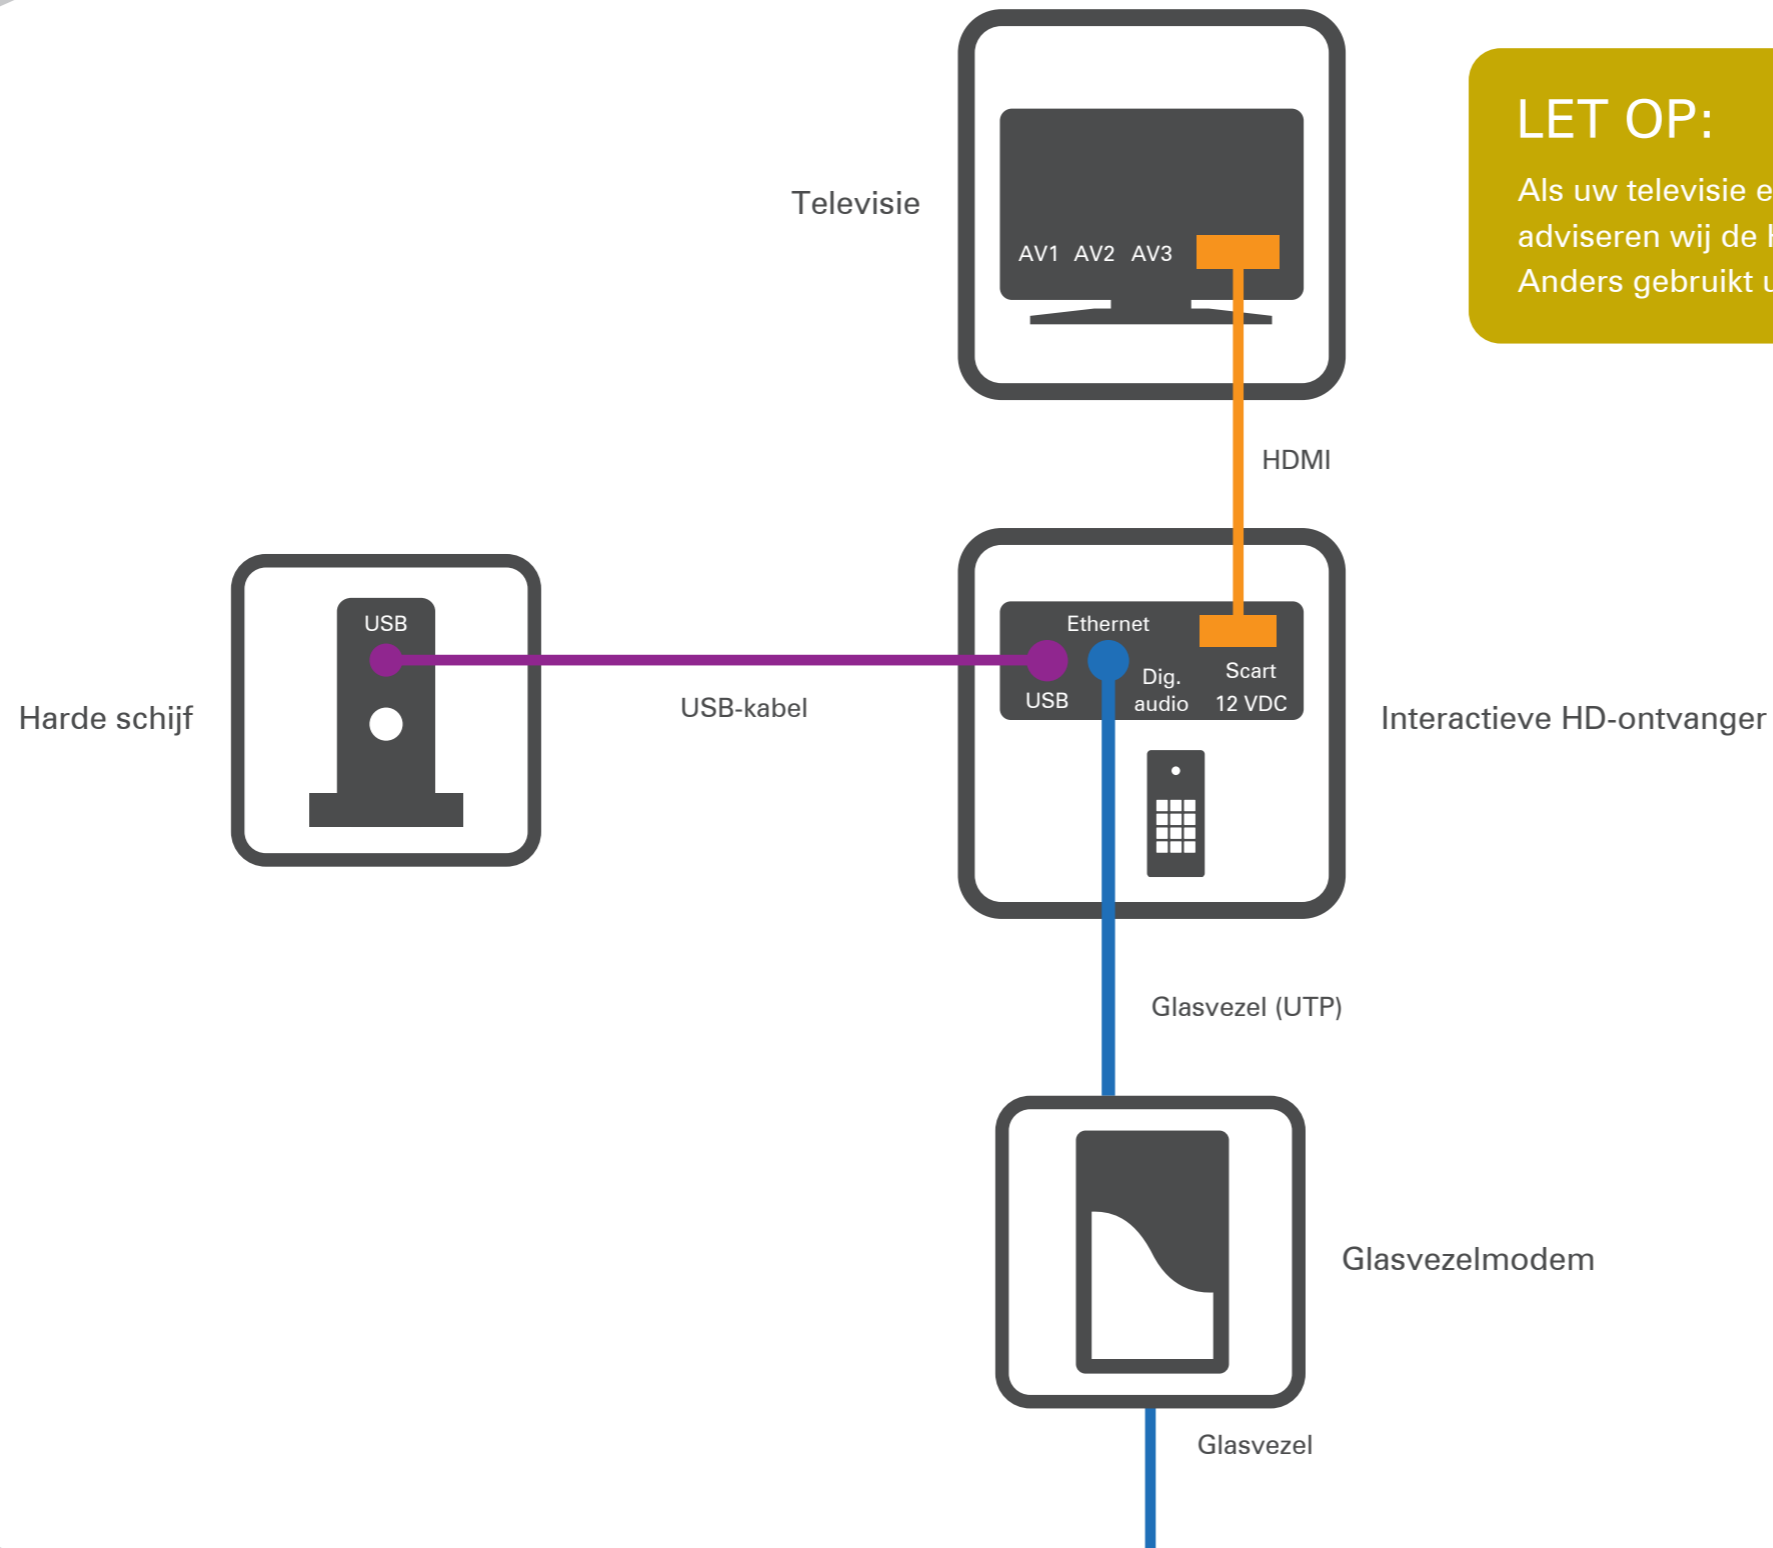 LET OP:
Als uw televisie
adviseren wij de
Anders gebruikt
Televisie
AV1 AV2 AV3
HDMI
USB
USB-kabel
Harde schijf
Ethernet
USB
Dig.
audio
Scart
12 VDC
Interactieve HD-ontvanger
Glasvezel (UTP)
Glasvezelmodem
Glasvezel